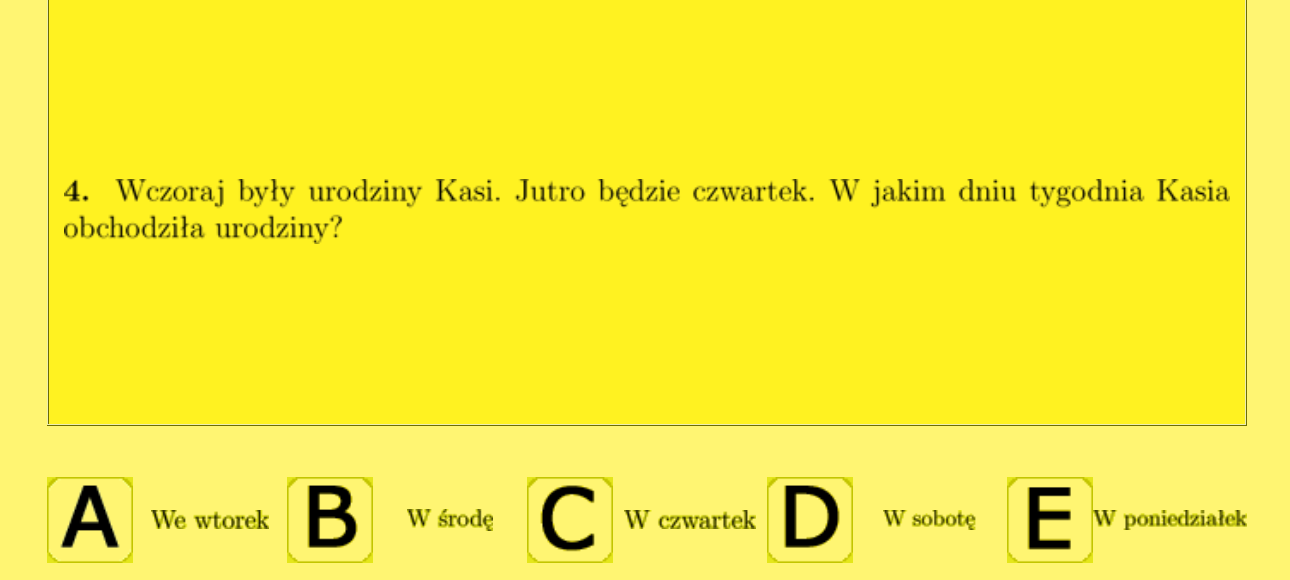 4. Wczoraj były urodziny Kasi. Jutro będzie czwartek. W jakim dniu tygodnia Kasia
obchodziła urodziny?
A We wtorek B W środę C W czwartek D W sobotę E W poniedziałek